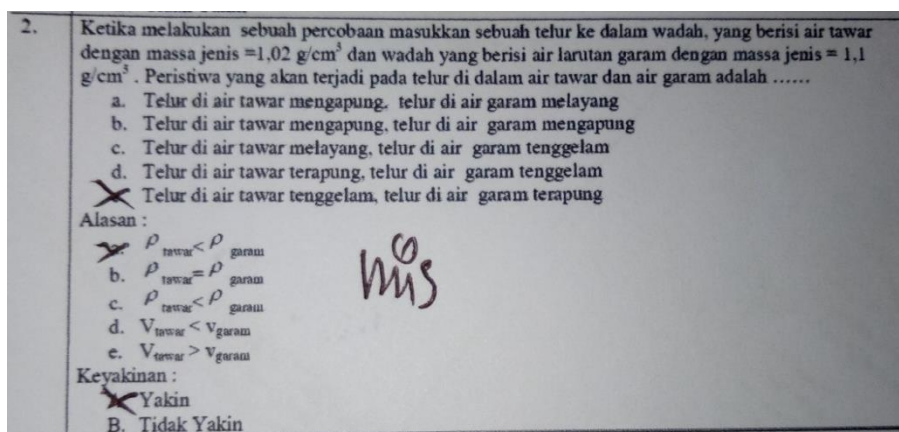 2. Ketika melakukan sebuah percobaan masukkan sebuah telur ke dalam wadah, yang berisi air tawar
dengan massa jenis =1,02 g/cm³ dan wadah yang berisi air larutan garam dengan massa jenis = 1,1
g/cm³ . Peristiwa yang akan terjadi pada telur di dalam air tawar dan air garam adalah ……
a. Telur di air tawar mengapung. telur di air garam melayang
b. Telur di air tawar mengapung, telur di air garam mengapung
c. Telur di air tawar melayang, telur di air garam tenggelam
d. Telur di air tawar terapung, telur di air garam tenggelam
Telur di air tawar tenggelam, telur di air garam terapung
Alasan :
ρ tawar < ρ garam
b. ρ tawar = ρ garam
c. ρ tawar < ρ garam
d. V tawar < v garam
e. V tawar > v garam
mis
Keyakinan :
Yakin
B. Tidak Yakin